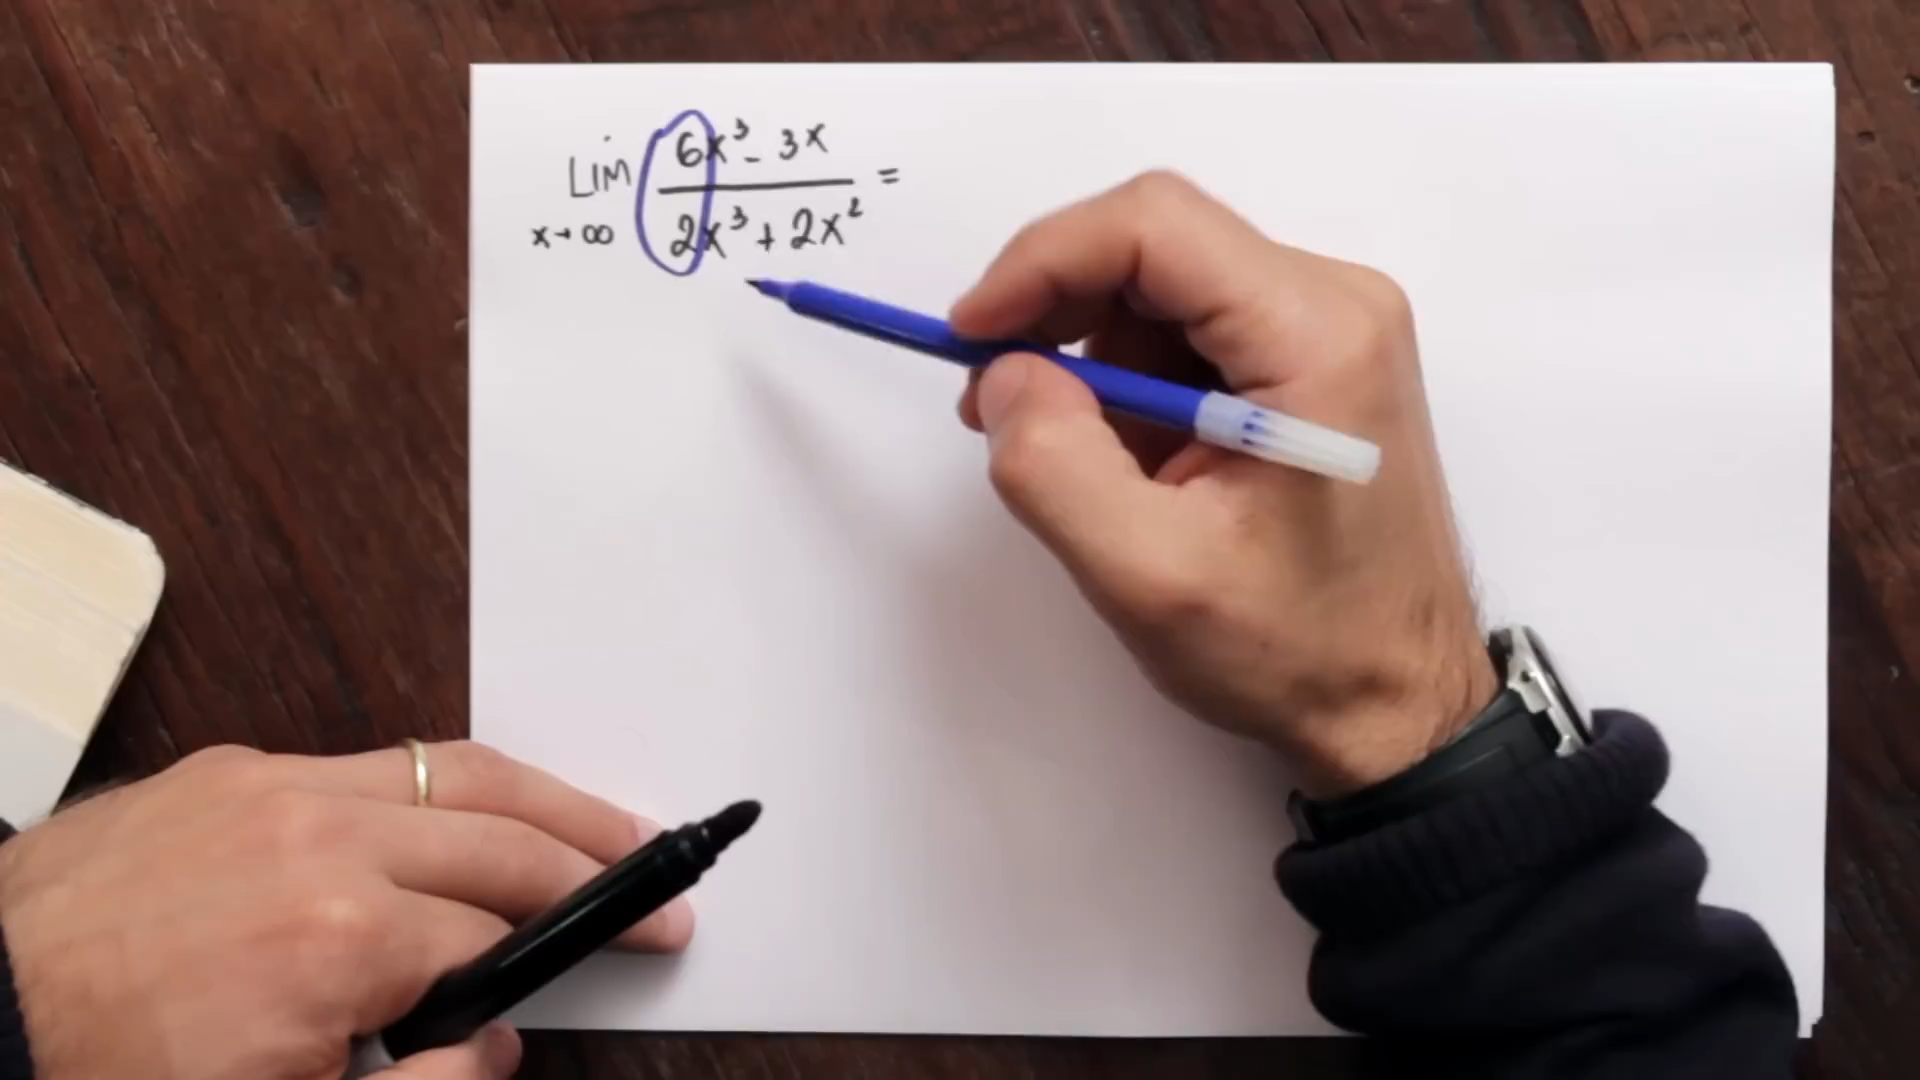 Lim 6x³ - 3x =
x→∞ 2x³ + 2x²